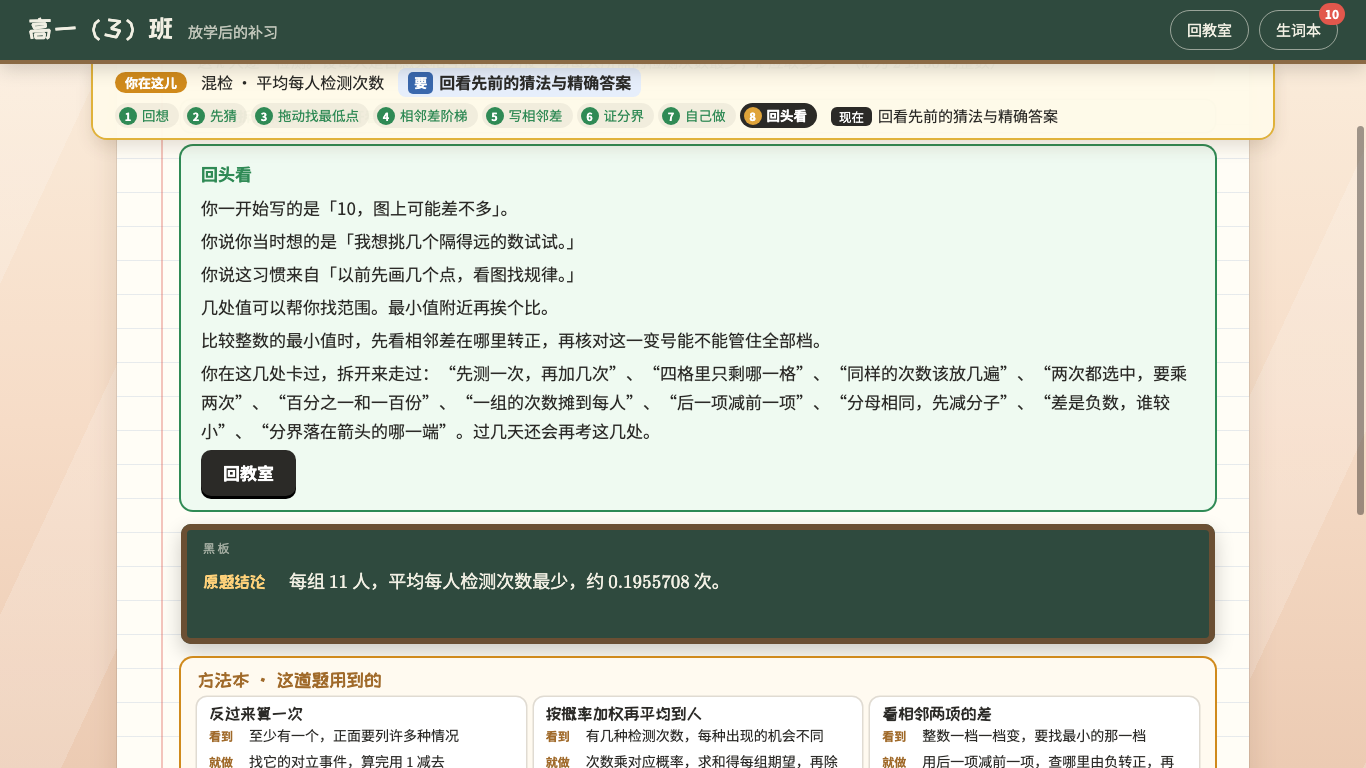 高一（3）班 放学后的补习 回教室 生词本 10
你在这儿 混检 · 平均每人检测次数 要 回看先前的猜法与精确答案
1 回想 2 先猜 3 拖动找最低点 4 相邻差阶梯 5 写相邻差 6 证分界 7 自己做 8 回头看 现在 回看先前的猜法与精确答案
回头看
你一开始写的是「10，图上可能差不多」。
你说你当时想的是「我想挑几个隔得远的数试试。」
你说这习惯来自「以前先画几个点，看图找规律。」
几处值可以帮你找范围。最小值附近再挨个比。
比较整数的最小值时，先看相邻差在哪里转正，再核对这一变号能不能管住全部档。
你在这几处卡过，拆开来走过：“先测一次，再加几次”、“四格里只剩哪一格”、“同样的次数该放几遍”、“两次都选中，要乘
两次”、“百分之一和一百份”、“一组的次数摊到每人”、“后一项减前一项”、“分母相同，先减分子”、“差是负数，谁较
小”、“分界落在箭头的哪一端”。过几天还会再考这几处。
回教室
黑板
原题结论 每组 11 人，平均每人检测次数最少，约 0.1955708 次。
方法本 · 这道题用到的
反过来算一次 按概率加权再平均到人 看相邻两项的差
看到 至少有一个，正面要列许多种情况 看到 有几种检测次数，每种出现的机会不同 看到 整数一档一档变，要找最小的那一档
就做 找它的对立事件，算完用 1 减去 就做 次数乘对应概率，求和得每组期望，再除 就做 用后一项减前一项，查哪里由负转正，再